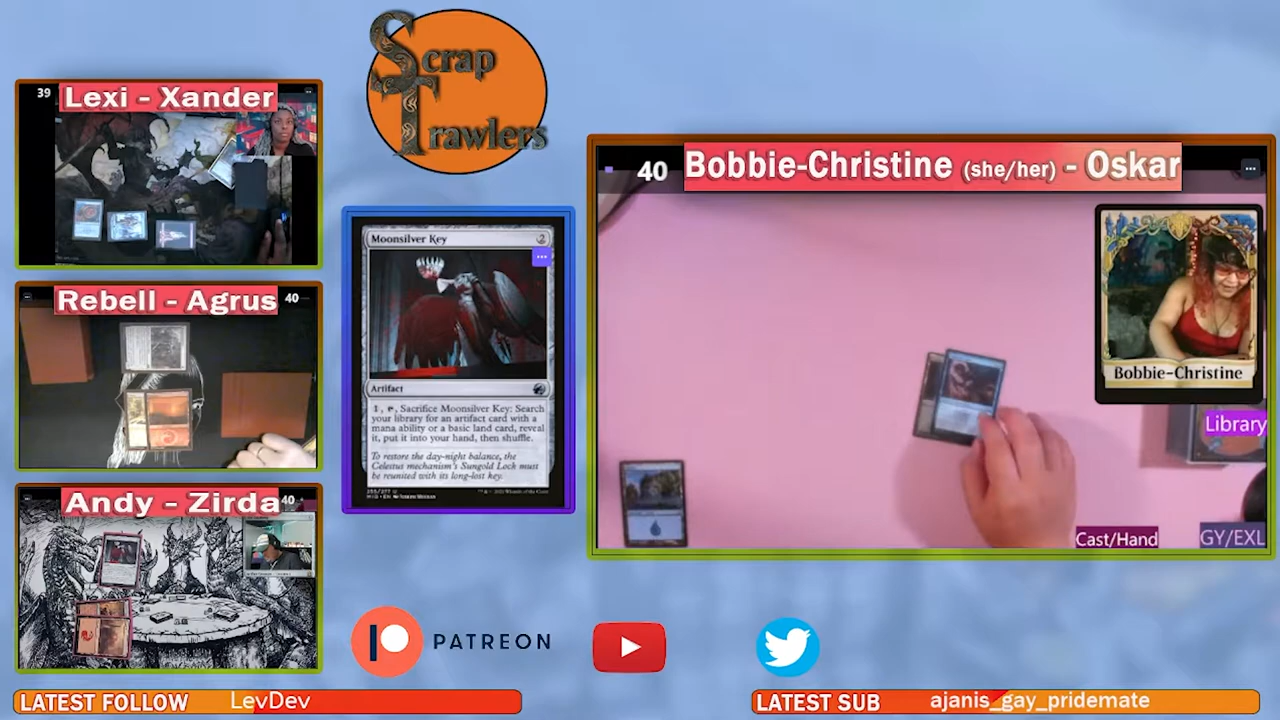 Scrap
Trawlers
39
Lexi - Xander
Rebell - Agrus
40
Andy - Zirda
40
Moonsilver Key
2
Artifact
1, T, Sacrifice Moonsilver Key: Search
your library for an artifact card with a
mana ability or a basic land card, reveal
it, put it into your hand, then shuffle.
To restore the day-night balance, the
Celestus mechanism's Sungold Lock must
be reunited with its long-lost key.
40
Bobbie-Christine (she/her) - Oskar
Bobbie-Christine
Library
Cast/Hand
GY/EXL
PATREON
LATEST FOLLOW
LevDev
LATEST SUB
ajanis_gay_pridemate